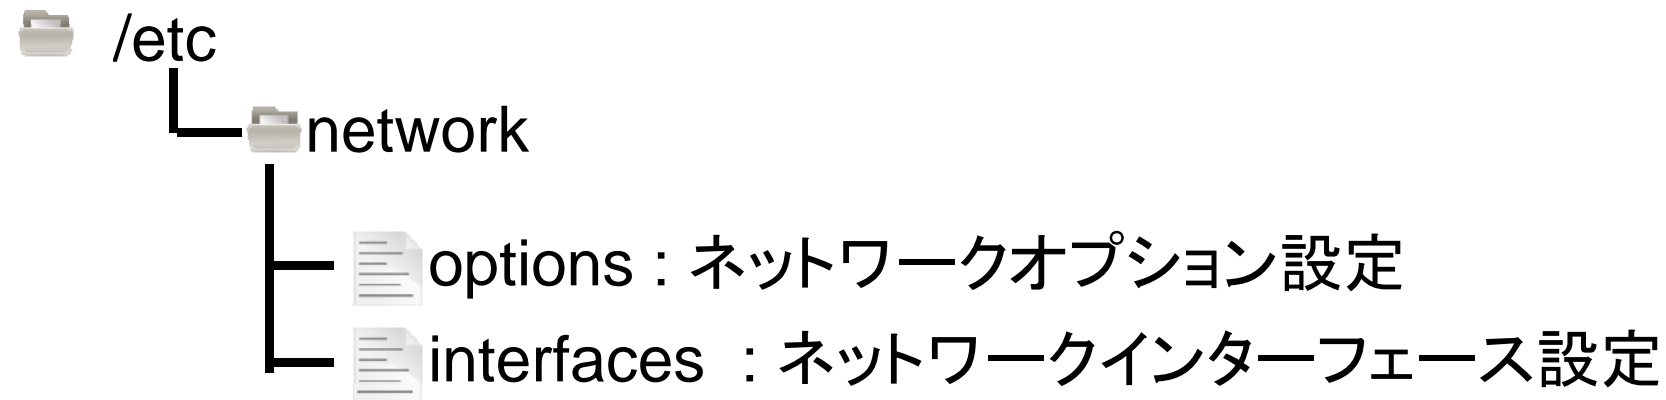 /etc
network
options : ネットワークオプション設定
interfaces : ネットワークインターフェース設定